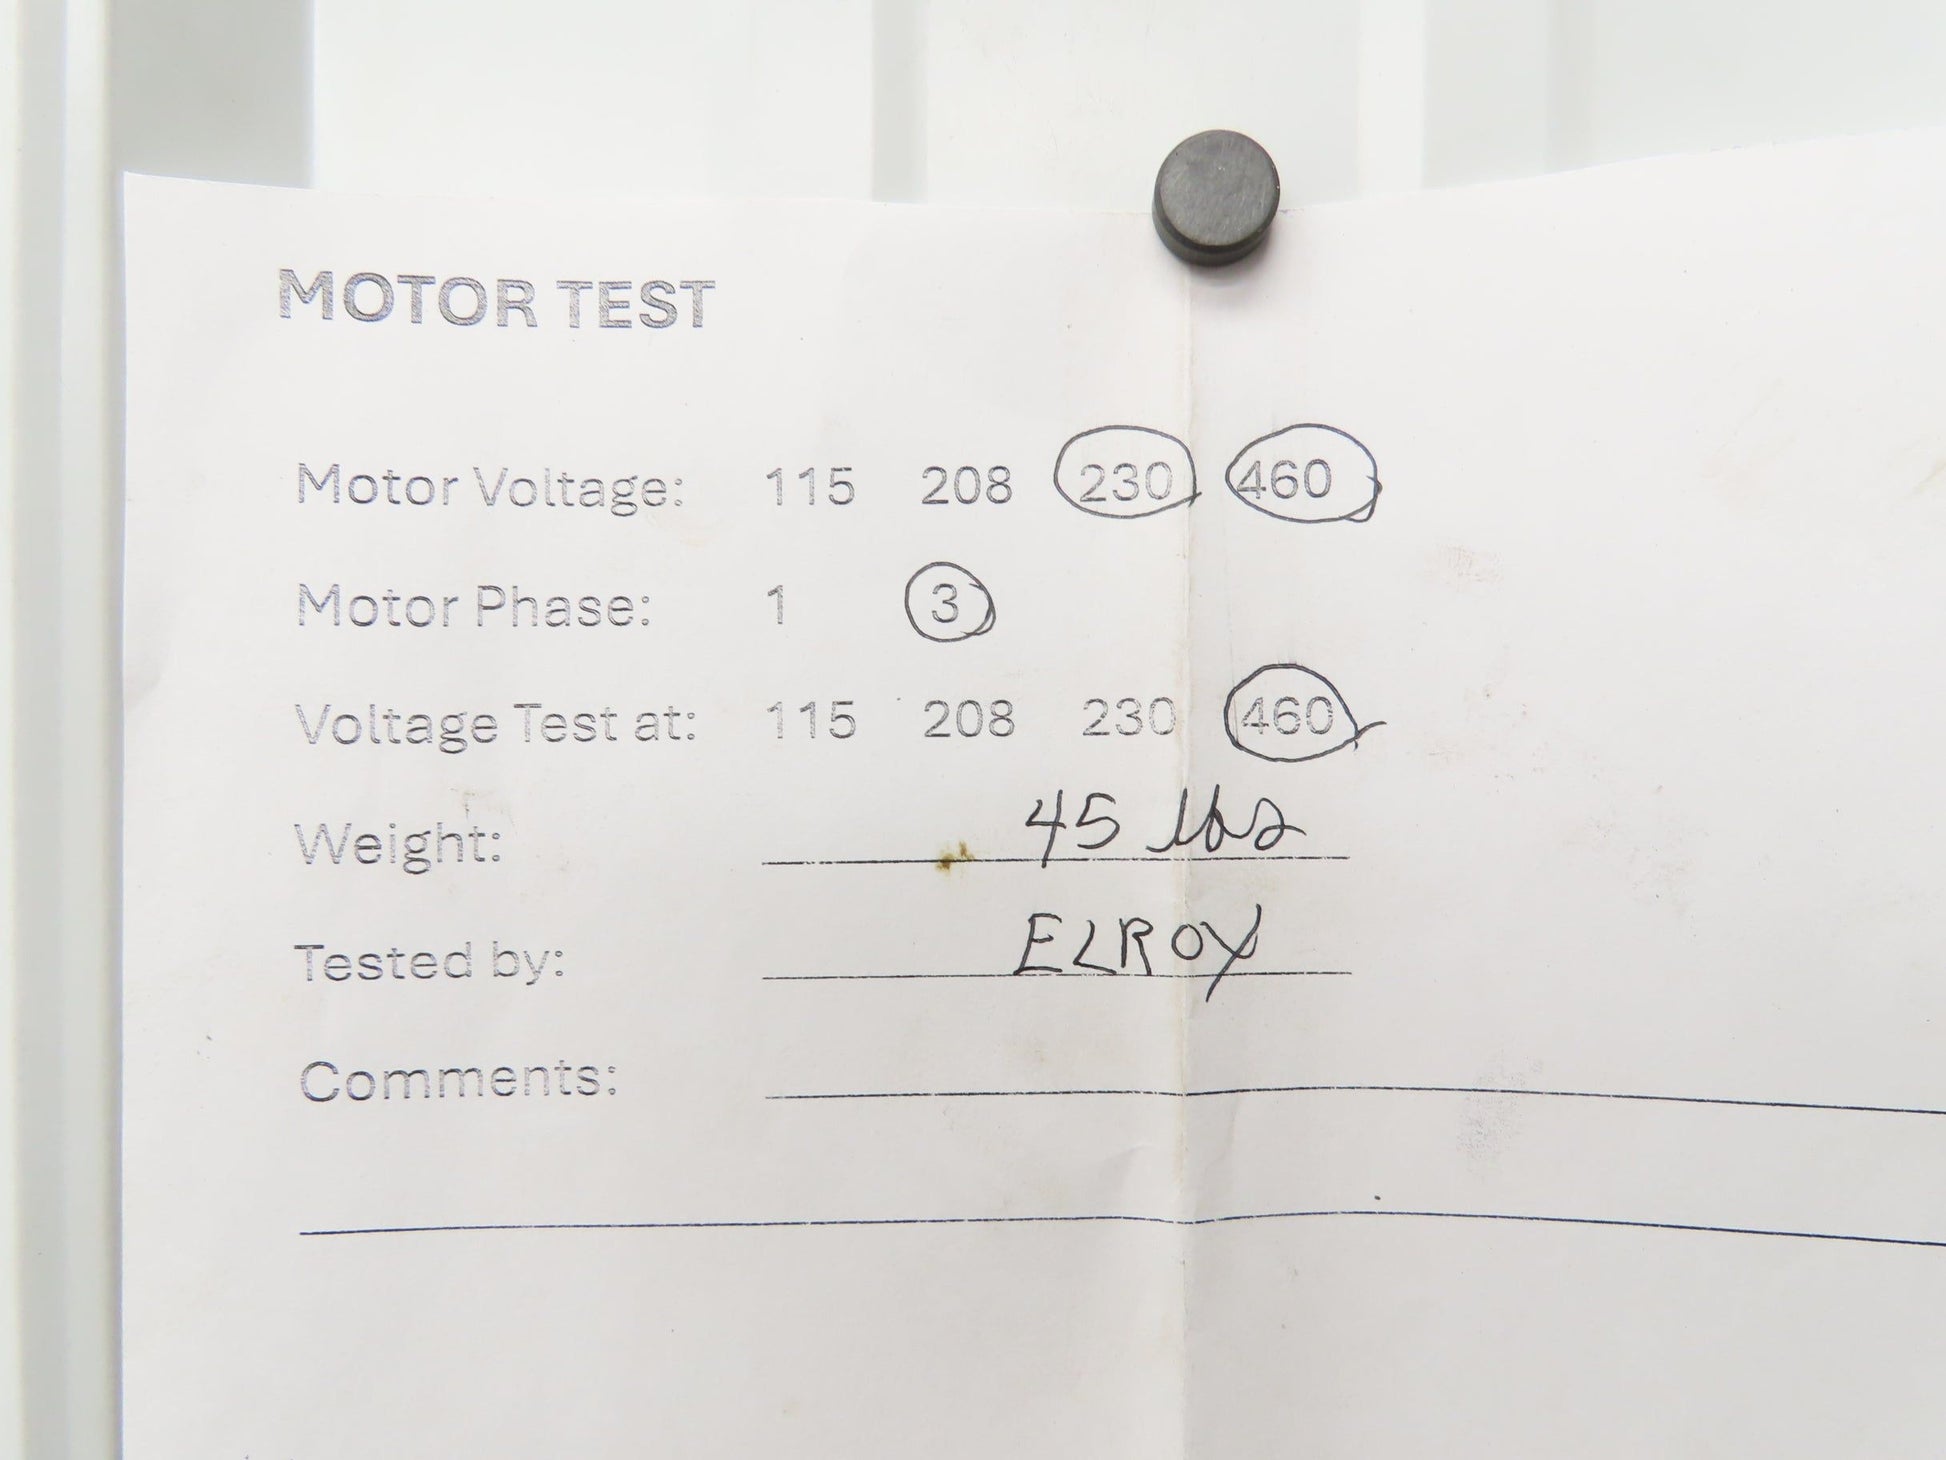 MOTOR TEST
Motor Voltage: 115 208 230 460
Motor Phase: 1 3
Voltage Test at: 115 208 230 460
Weight: 45 lbs
Tested by: ELROY
Comments: